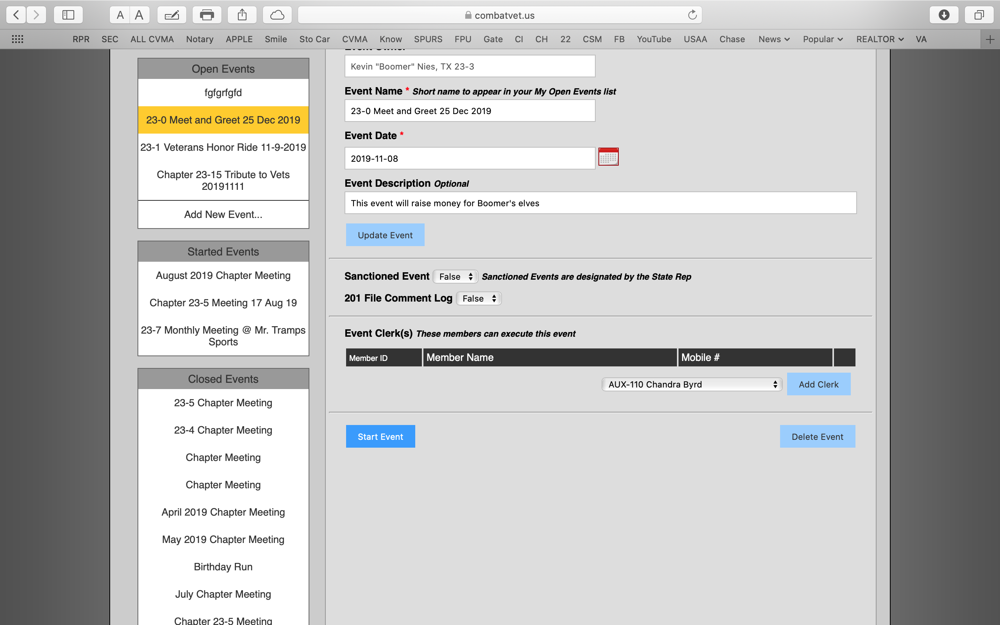 A A
combatvet.us
RPR SEC ALL CVMA Notary APPLE Smile Sto Car CVMA Know SPURS FPU Gate CI CH 22 CSM FB YouTube USAA Chase News Popular REALTOR VA
Open Events
fgfgrfgfd
23-0 Meet and Greet 25 Dec 2019
23-1 Veterans Honor Ride 11-9-2019
Chapter 23-15 Tribute to Vets
20191111
Add New Event...
Started Events
August 2019 Chapter Meeting
Chapter 23-5 Meeting 17 Aug 19
23-7 Monthly Meeting @ Mr. Tramps
Sports
Closed Events
23-5 Chapter Meeting
23-4 Chapter Meeting
Chapter Meeting
Chapter Meeting
April 2019 Chapter Meeting
May 2019 Chapter Meeting
Birthday Run
July Chapter Meeting
Chapter 23-5 Meeting
Event Owner
Kevin "Boomer" Nies, TX 23-3
Event Name * Short name to appear in your My Open Events list
23-0 Meet and Greet 25 Dec 2019
Event Date *
2019-11-08
Event Description Optional
This event will raise money for Boomer's elves
Update Event
Sanctioned Event False Sanctioned Events are designated by the State Rep
201 File Comment Log False
Event Clerk(s) These members can execute this event
Member ID Member Name Mobile #
AUX-110 Chandra Byrd Add Clerk
Start Event Delete Event